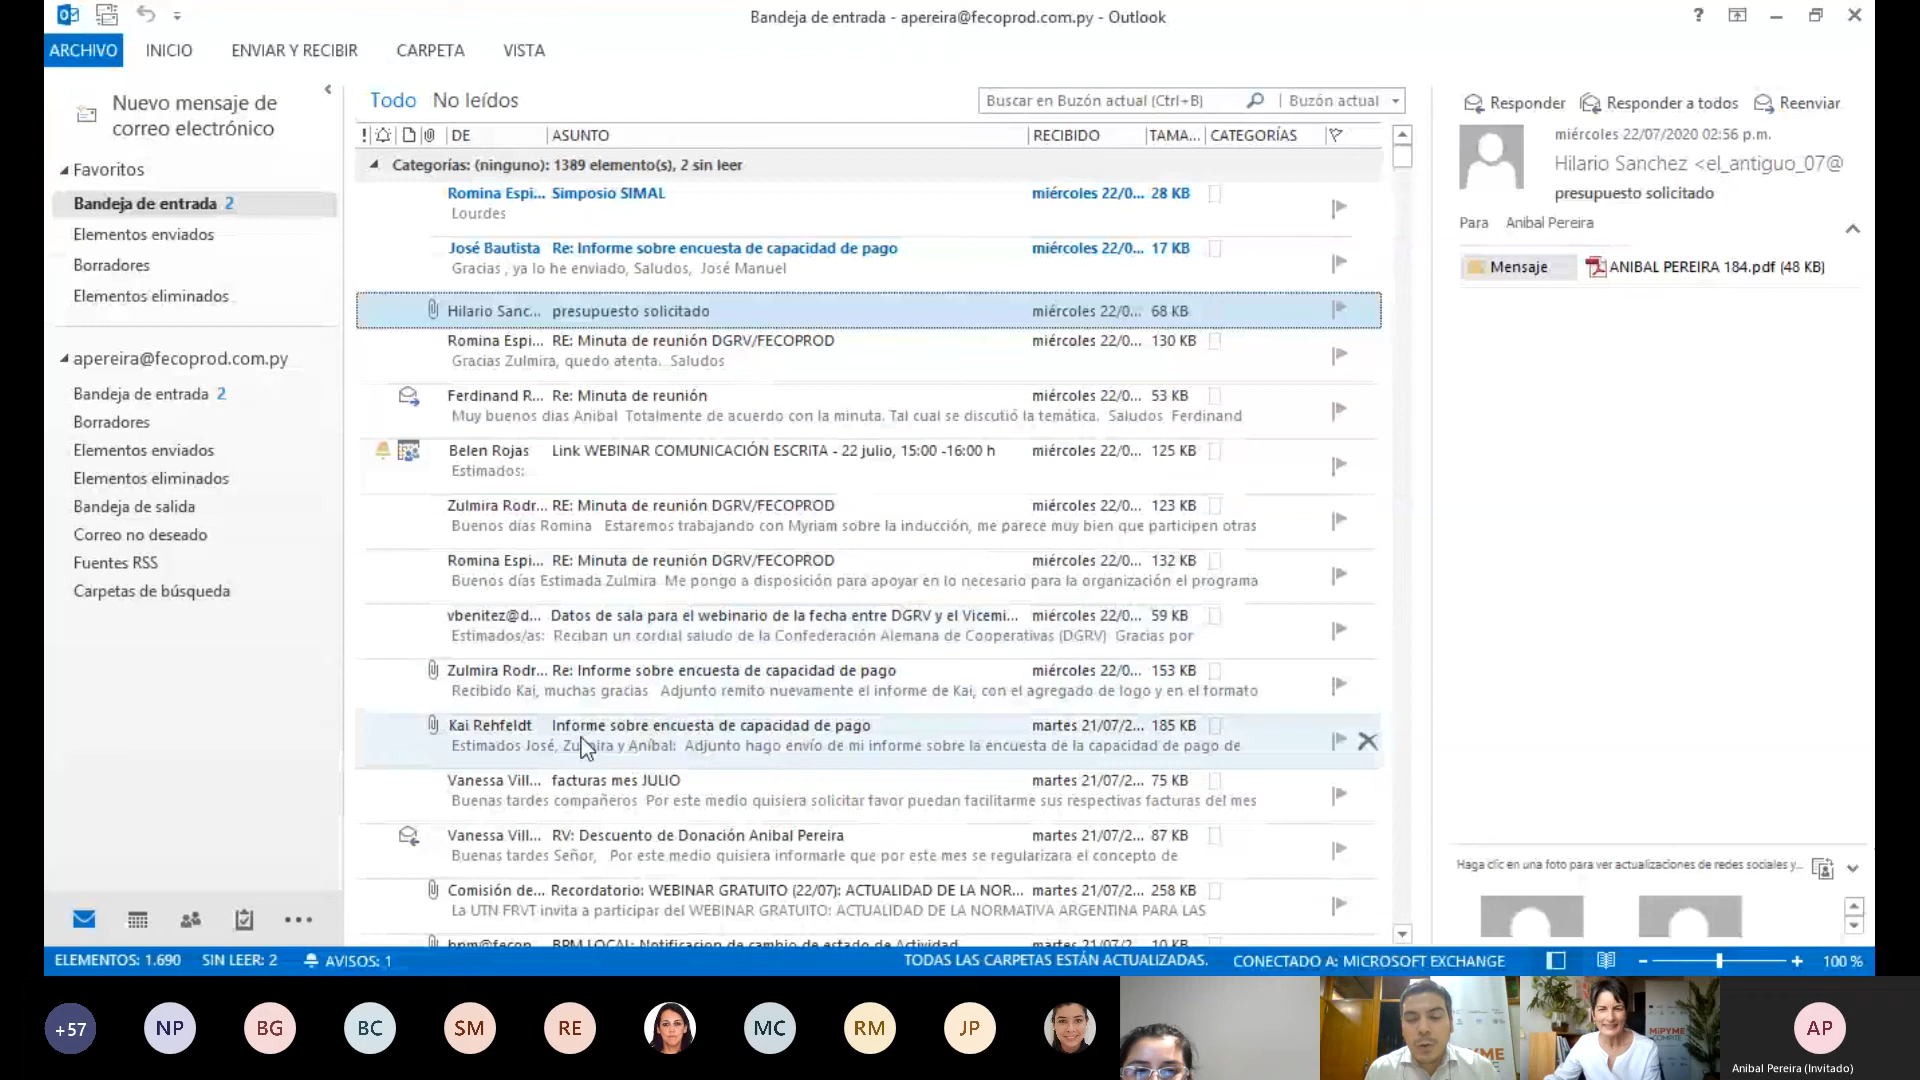 Bandeja de entrada - apereira@fecoprod.com.py - Outlook
ARCHIVO INICIO ENVIAR Y RECIBIR CARPETA VISTA
Nuevo mensaje de
correo electrónico
Favoritos
Bandeja de entrada 2
Elementos enviados
Borradores
Elementos eliminados
apereira@fecoprod.com.py
Bandeja de entrada 2
Borradores
Elementos enviados
Elementos eliminados
Bandeja de salida
Correo no deseado
Fuentes RSS
Carpetas de búsqueda
Todo No leídos
Buscar en Buzón actual (Ctrl+B) Buzón actual
! DE ASUNTO RECIBIDO TAMA... CATEGORÍAS
Categorías: (ninguno): 1389 elemento(s), 2 sin leer
Romina Espi... Simposio SIMAL miércoles 22/0... 28 KB
Lourdes
José Bautista Re: Informe sobre encuesta de capacidad de pago miércoles 22/0... 17 KB
Gracias , ya lo he enviado, Saludos, José Manuel
Hilario Sanc... presupuesto solicitado miércoles 22/0... 68 KB
Romina Espi... RE: Minuta de reunión DGRV/FECOPROD miércoles 22/0... 130 KB
Gracias Zulmira, quedo atenta. Saludos
Ferdinand R... Re: Minuta de reunión miércoles 22/0... 53 KB
Muy buenos dias Anibal Totalmente de acuerdo con la minuta. Tal cual se discutió la temática. Saludos Ferdinand
Belen Rojas Link WEBINAR COMUNICACIÓN ESCRITA - 22 julio, 15:00 -16:00 h miércoles 22/0... 125 KB
Estimados:
Zulmira Rodr... RE: Minuta de reunión DGRV/FECOPROD miércoles 22/0... 123 KB
Buenos días Romina Estaremos trabajando con Myriam sobre la inducción, me parece muy bien que participen otras
Romina Espi... RE: Minuta de reunión DGRV/FECOPROD miércoles 22/0... 132 KB
Buenos días Estimada Zulmira Me pongo a disposición para apoyar en lo necesario para la organización el programa
vbenitez@d... Datos de sala para el webinario de la fecha entre DGRV y el Vicemi... miércoles 22/0... 59 KB
Estimados/as: Reciban un cordial saludo de la Confederación Alemana de Cooperativas (DGRV) Gracias por
Zulmira Rodr... Re: Informe sobre encuesta de capacidad de pago miércoles 22/0... 153 KB
Recibido Kai, muchas gracias Adjunto remito nuevamente el informe de Kai, con el agregado de logo y en el formato
Kai Rehfeldt Informe sobre encuesta de capacidad de pago martes 21/07/2... 185 KB
Estimados José, Zulmira y Aníbal: Adjunto hago envío de mi informe sobre la encuesta de la capacidad de pago de
Vanessa Vill... facturas mes JULIO martes 21/07/2... 75 KB
Buenas tardes compañeros Por este medio quisiera solicitar favor puedan facilitarme sus respectivas facturas del mes
Vanessa Vill... RV: Descuento de Donación Anibal Pereira martes 21/07/2... 87 KB
Buenas tardes Señor, Por este medio quisiera informarle que por este mes se regularizara el concepto de
Comisión de... Recordatorio: WEBINAR GRATUITO (22/07): ACTUALIDAD DE LA NOR... martes 21/07/2... 258 KB
La UTN FRVT invita a participar del WEBINAR GRATUITO: ACTUALIDAD DE LA NORMATIVA ARGENTINA PARA LAS
bpm@fecop... BPM LOCAL: Notificacion de cambio de estado de Actividad martes 21/07/2... 10 KB
Responder Responder a todos Reenviar
miércoles 22/07/2020 02:56 p.m.
Hilario Sanchez <el_antiguo_07@
presupuesto solicitado
Para Anibal Pereira
Mensaje ANIBAL PEREIRA 184.pdf (48 KB)
Haga clic en una foto para ver actualizaciones de redes sociales y...
ELEMENTOS: 1.690 SIN LEER: 2 AVISOS: 1 TODAS LAS CARPETAS ESTÁN ACTUALIZADAS. CONECTADO A: MICROSOFT EXCHANGE 100 %
+57 NP BG BC SM RE MC RM JP AP
MiPYME
COMPITE
Anibal Pereira (Invitado)